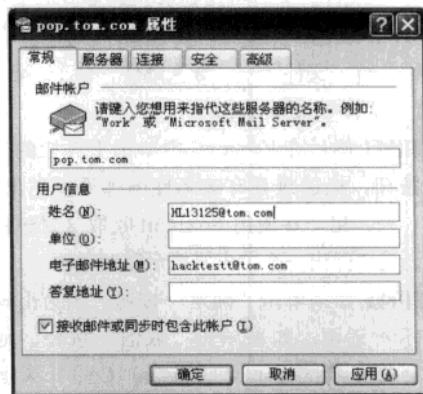 pop.tom.com 属性
常规 服务器 连接 安全 高级
邮件帐户
请键入您想用来指代这些服务器的名称。例如:
"Work" 或 "Microsoft Mail Server"。
pop.tom.com
用户信息
姓名(N): HL13125@tom.com
单位(O):
电子邮件地址(M): hacktestt@tom.com
答复地址(Y):
接收邮件或同步时包含此帐户(I)
确定 取消 应用(A)